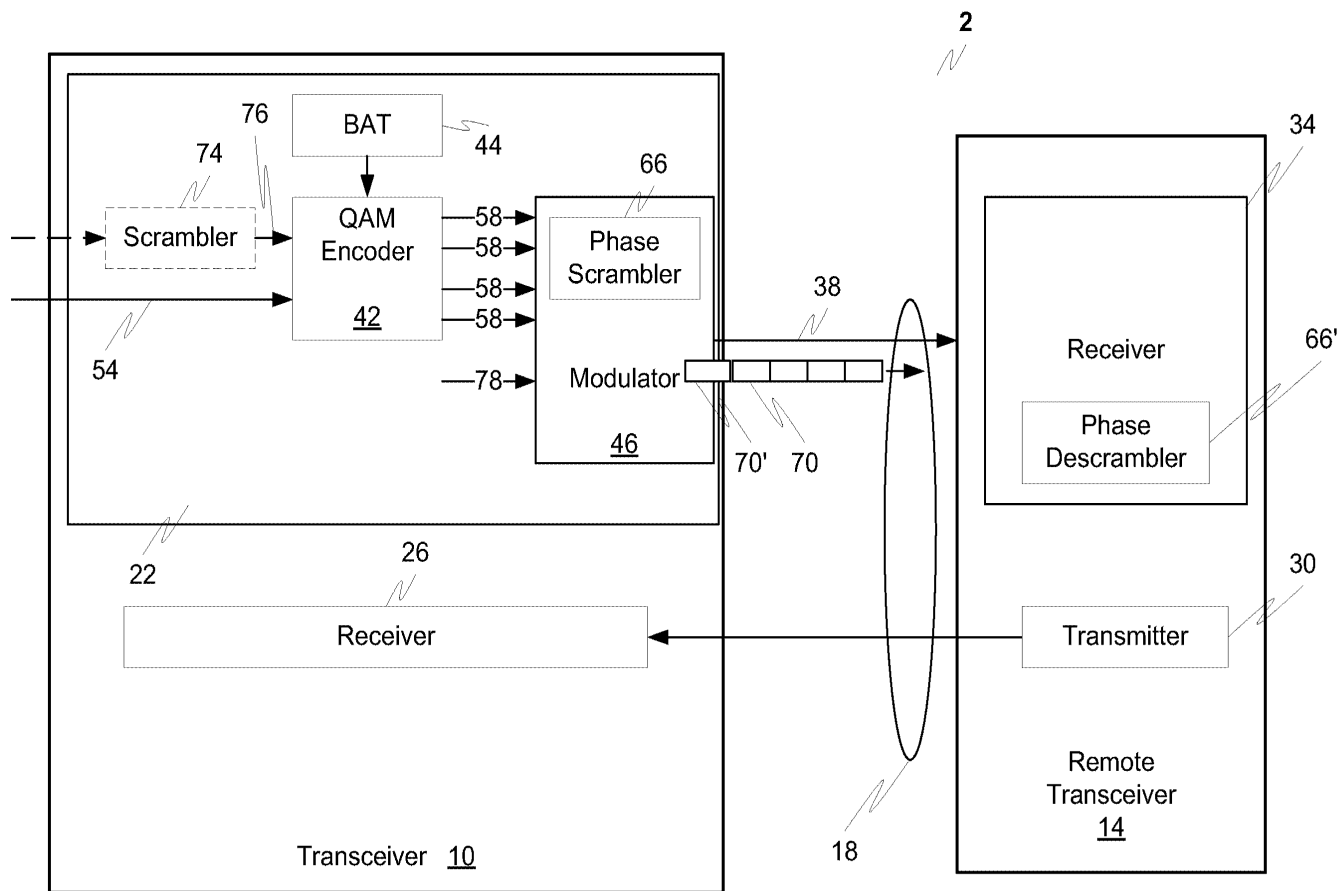 2
BAT
44
34
74
76
66
Scrambler
QAM
Encoder
42
58
58
58
58
78
Phase
Scrambler
Modulator
46
38
54
70'
70
Receiver
66'
Phase
Descrambler
22
26
Receiver
30
Transmitter
Remote
Transceiver
14
18
Transceiver 10